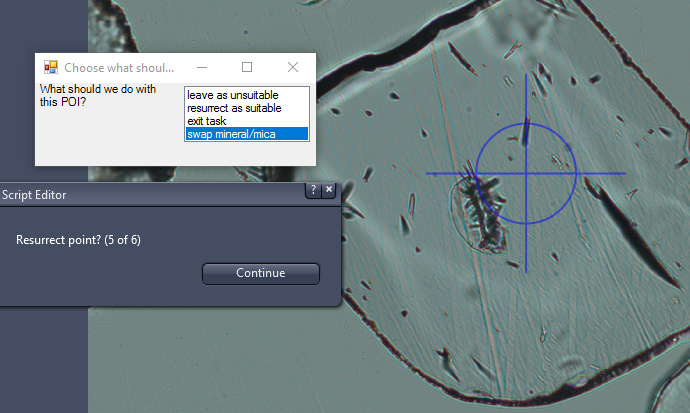 Choose what shoul...
What should we do with
this POI?
leave as unsuitable
resurrect as suitable
exit task
swap mineral/mica
Script Editor
Resurrect point? (5 of 6)
Continue